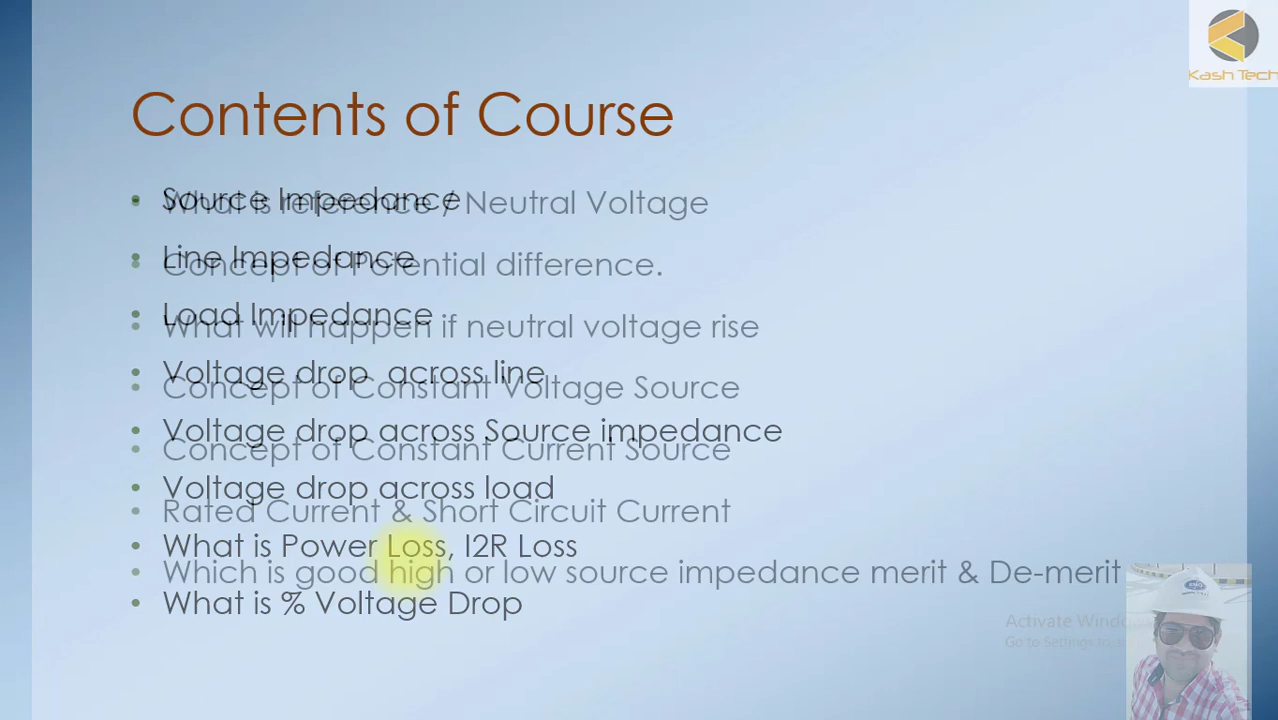 Kash Tech
Contents of Course
• Source Impedance
• What is reference / Neutral Voltage
• Line Impedance
• Concept of Potential difference.
• Load Impedance
• What will happen if neutral voltage rise
• Voltage drop across line
• Concept of Constant Voltage Source
• Voltage drop across Source impedance
• Concept of Constant Current Source
• Voltage drop across load
• Rated Current & Short Circuit Current
• What is Power Loss, I2R Loss
• Which is good high or low source impedance merit & De-merit
• What is % Voltage Drop
Activate
Go to Settings